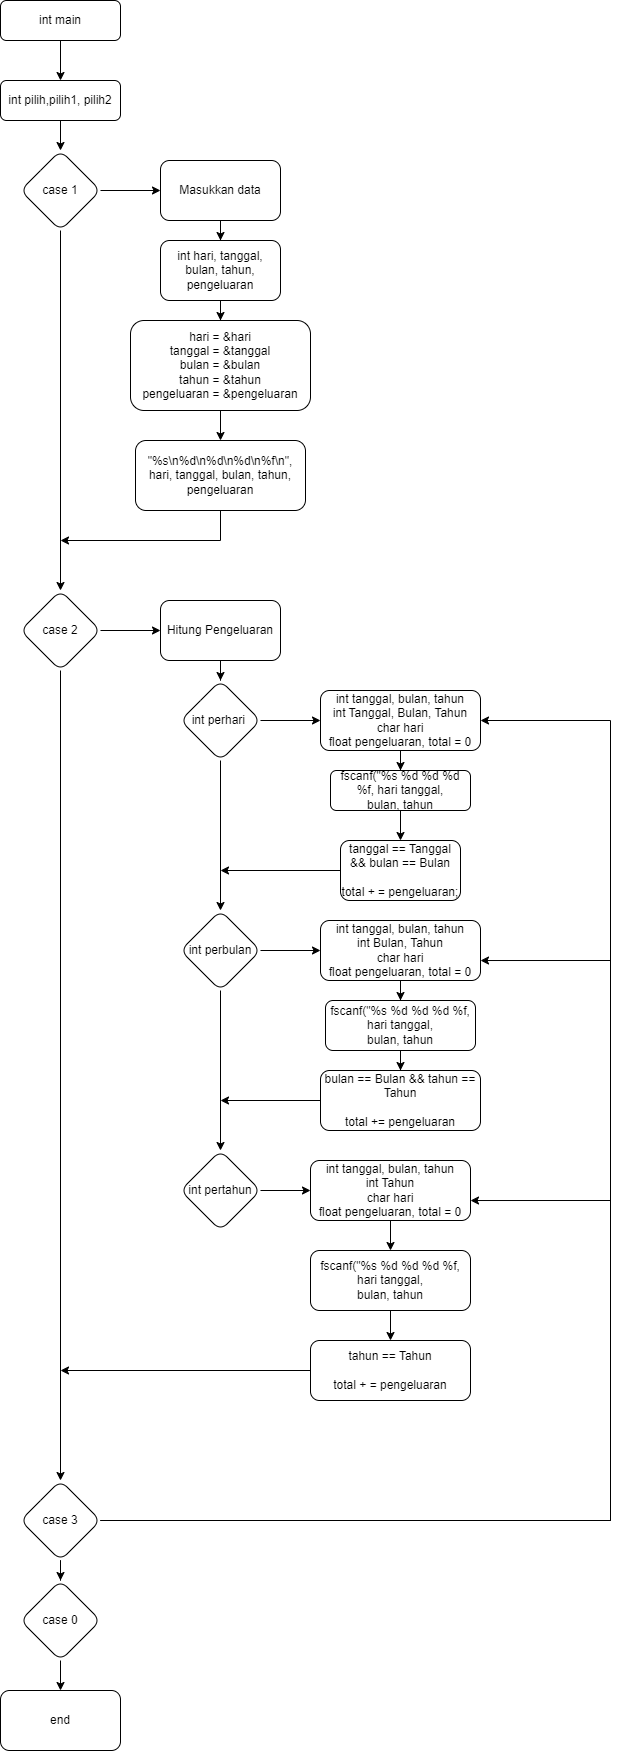 int main
int pilih,pilih1, pilih2
case 1
Masukkan data
int hari, tanggal,
bulan, tahun,
pengeluaran
hari = &hari
tanggal = &tanggal
bulan = &bulan
tahun = &tahun
pengeluaran = &pengeluaran
"%s\n%d\n%d\n%d\n%f\n",
hari, tanggal, bulan, tahun,
pengeluaran
case 2
Hitung Pengeluaran
int perhari
int tanggal, bulan, tahun
int Tanggal, Bulan, Tahun
char hari
float pengeluaran, total = 0
fscanf("%s %d %d %d
%f, hari tanggal,
bulan, tahun
tanggal == Tanggal
&& bulan == Bulan
total + = pengeluaran;
int perbulan
int tanggal, bulan, tahun
int Bulan, Tahun
char hari
float pengeluaran, total = 0
fscanf("%s %d %d %d %f,
hari tanggal,
bulan, tahun
bulan == Bulan && tahun ==
Tahun
total += pengeluaran
int pertahun
int tanggal, bulan, tahun
int Tahun
char hari
float pengeluaran, total = 0
fscanf("%s %d %d %d %f,
hari tanggal,
bulan, tahun
tahun == Tahun
total + = pengeluaran
case 3
case 0
end